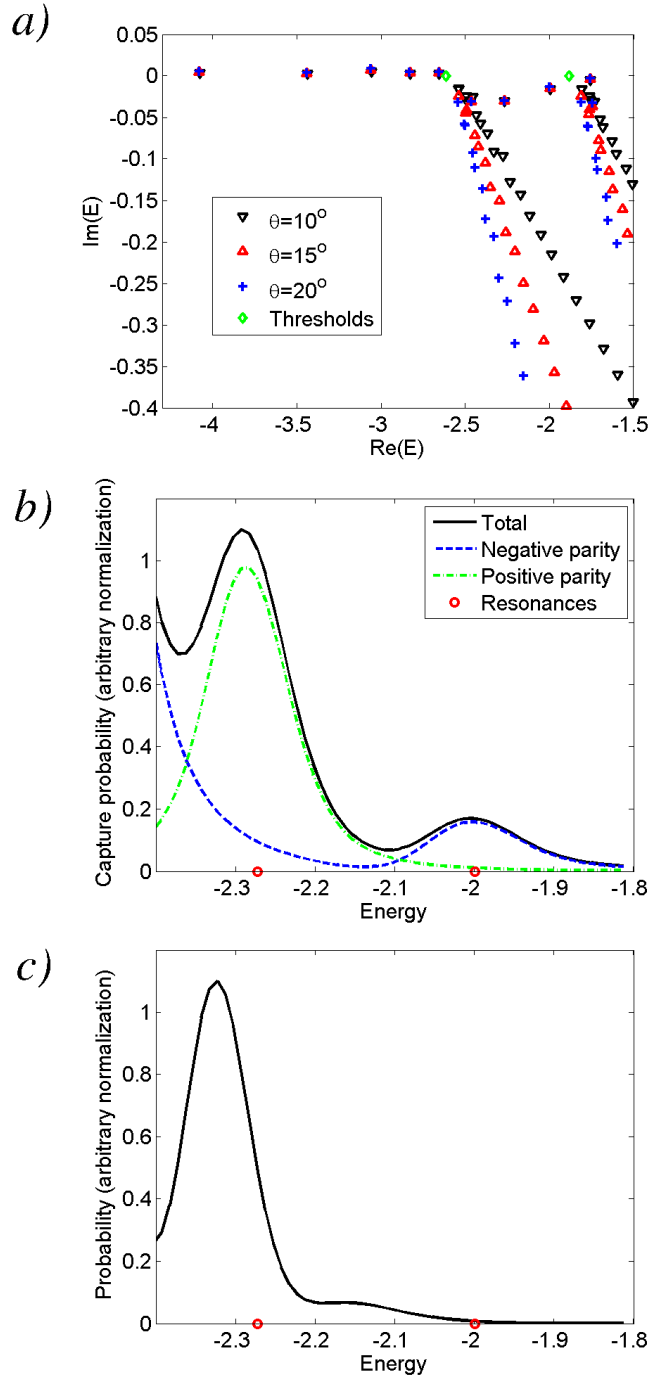 a)
0.05
0
-0.05
-0.1
-0.15
-0.2
-0.25
-0.3
-0.35
-0.4
Im(E)
θ=10°
θ=15°
θ=20°
Thresholds
-4 -3.5 -3 -2.5 -2 -1.5
Re(E)
b)
Capture probability (arbitrary normalization)
1
0.8
0.6
0.4
0.2
0
Total
Negative parity
Positive parity
Resonances
-2.3 -2.2 -2.1 -2 -1.9 -1.8
Energy
c)
Probability (arbitrary normalization)
1
0.8
0.6
0.4
0.2
0
-2.3 -2.2 -2.1 -2 -1.9 -1.8
Energy